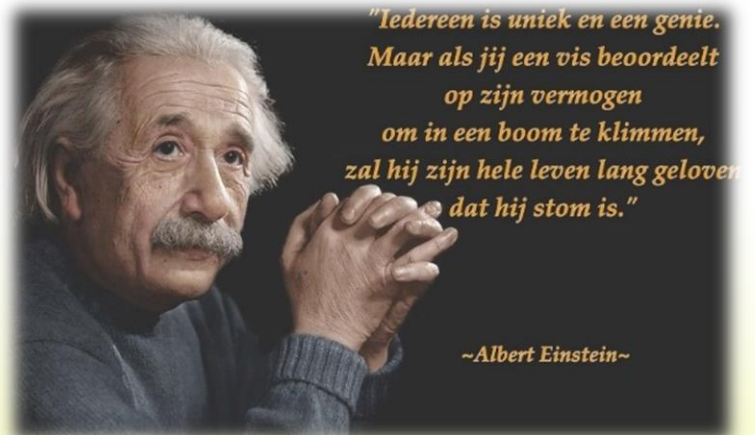 "Iedereen is uniek en een genie.
Maar als jij een vis beoordeelt
op zijn vermogen
om in een boom te klimmen,
zal hij zijn hele leven lang geloven
dat hij stom is."
~Albert Einstein~